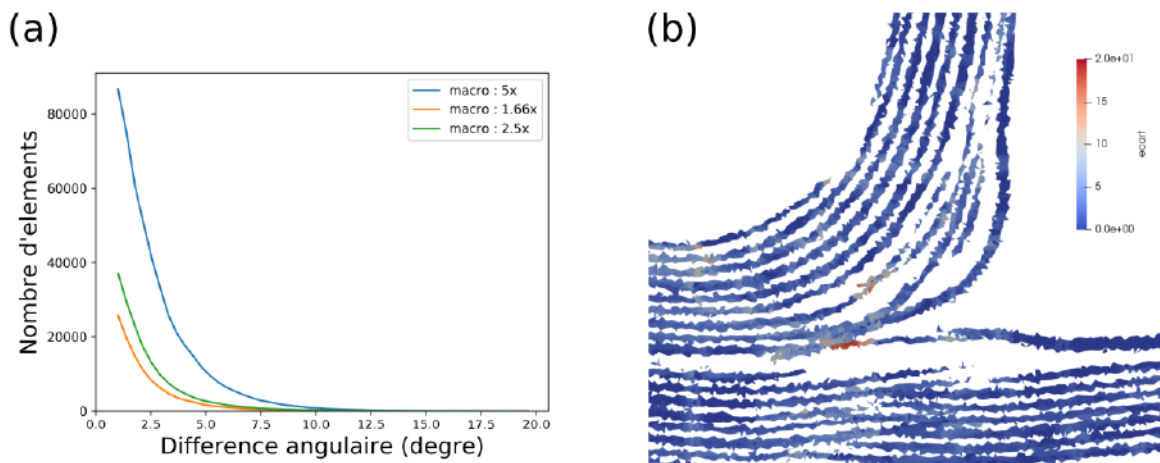 (a)
Nombre d'elements
80000
60000
40000
20000
0
0.0 2.5 5.0 7.5 10.0 12.5 15.0 17.5 20.0
Difference angulaire (degre)
macro : 5x
macro : 1.66x
macro : 2.5x
(b)
2.0e+01
15
10
5
0.0e+00
ecart